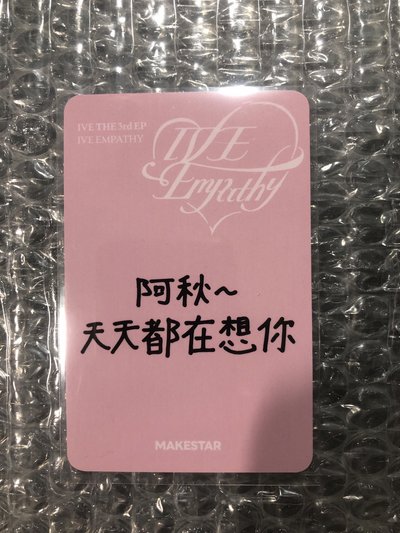 IVE THE 3rd EP
IVE EMPATHY
IVE
Empathy
阿秋~
天天都在想你
MAKESTAR